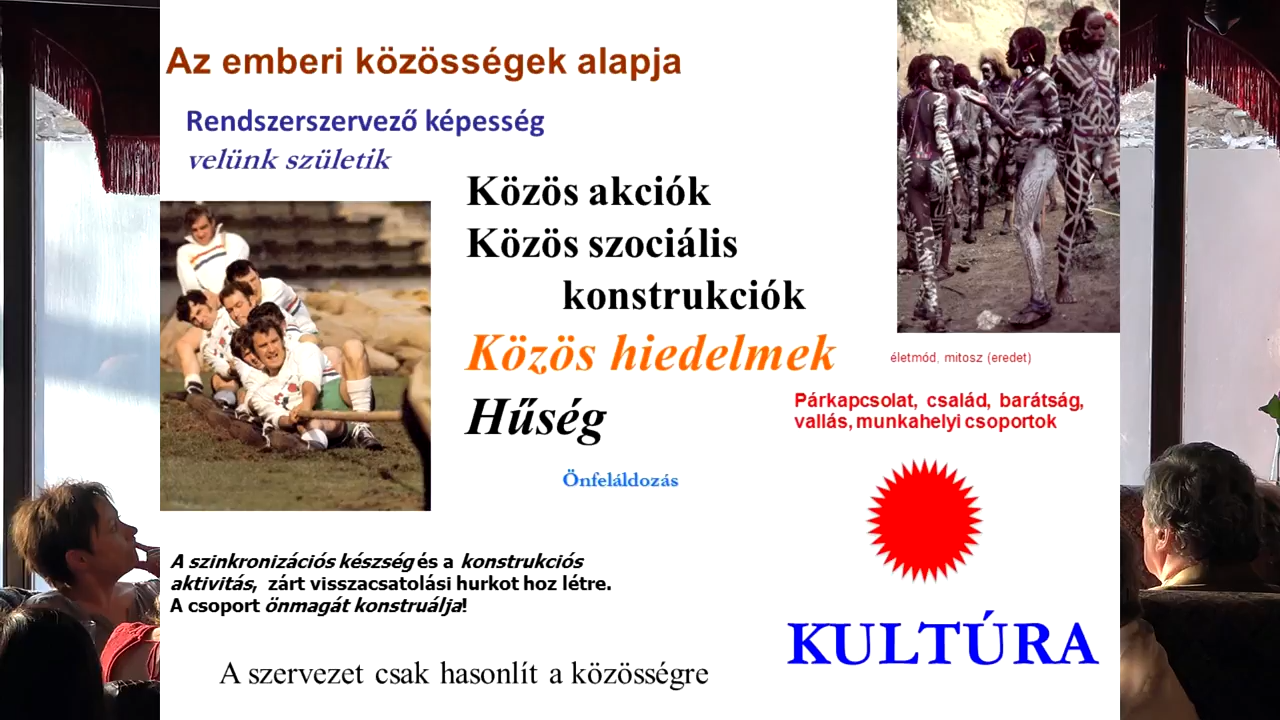 Az emberi közösségek alapja
Rendszerszervező képesség
velünk születik
Közös akciók
Közös szociális
konstrukciók
Közös hiedelmek
Hűség
Önfeláldozás
életmód, mitosz (eredet)
Párkapcsolat, család, barátság,
vallás, munkahelyi csoportok
A szinkronizációs készség és a konstrukciós
aktivitás, zárt visszacsatolási hurkot hoz létre.
A csoport önmagát konstruálja!
KULTÚRA
A szervezet csak hasonlít a közösségre